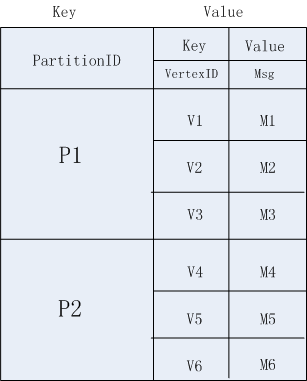 Key Value
PartitionID Key Value
VertexID Msg
P1 V1 M1
V2 M2
V3 M3
P2 V4 M4
V5 M5
V6 M6